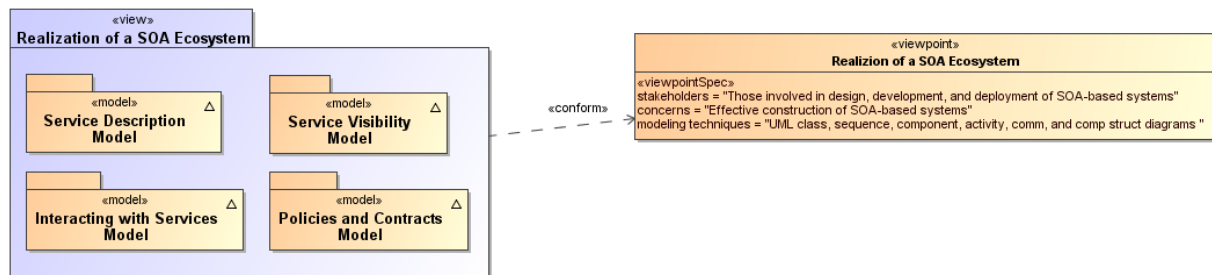 «view»
Realization of a SOA Ecosystem
«model»
Service Description
Model
«model»
Service Visibility
Model
«model»
Interacting with Services
Model
«model»
Policies and Contracts
Model
«conform»
«viewpoint»
Realizion of a SOA Ecosystem
«viewpointSpec»
stakeholders = "Those involved in design, development, and deployment of SOA-based systems"
concerns = "Effective construction of SOA-based systems"
modeling techniques = "UML class, sequence, component, activity, comm, and comp struct diagrams "